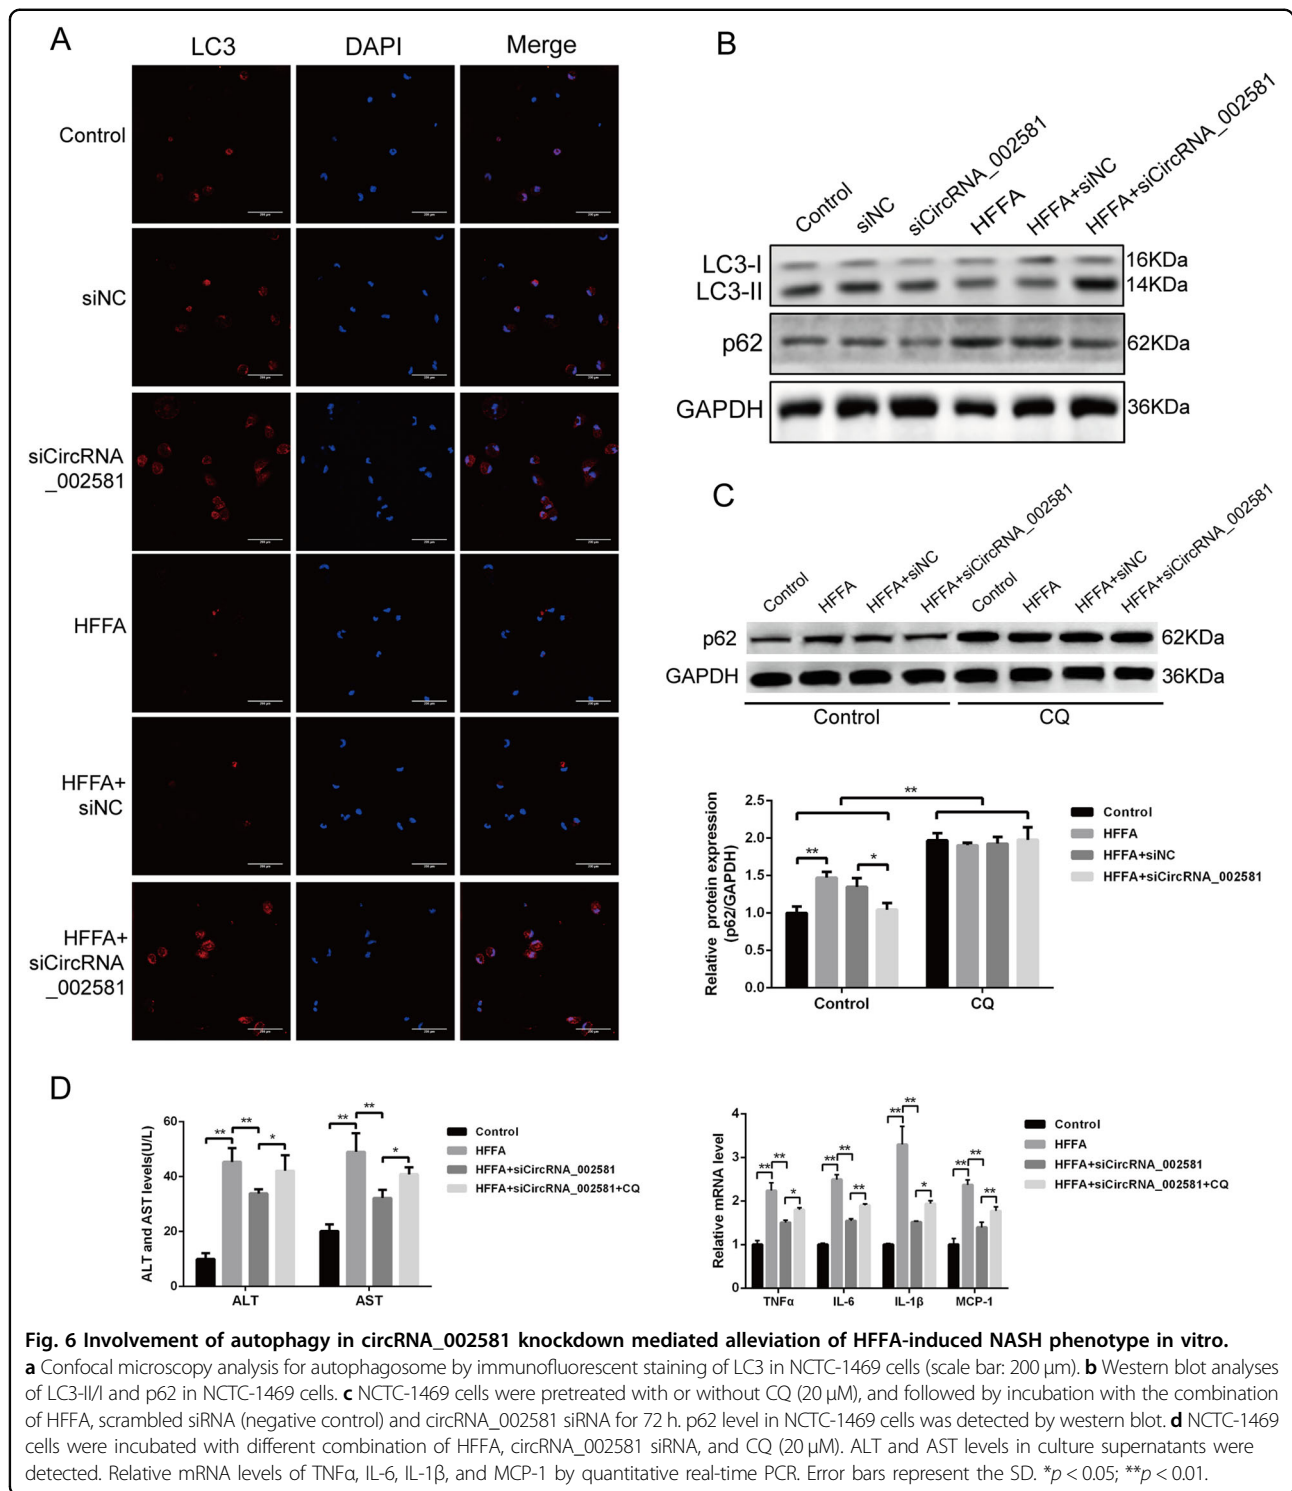 A
LC3 DAPI Merge
Control
siNC
siCircRNA
_002581
HFFA
HFFA+
siNC
HFFA+
siCircRNA
_002581
B
Control siNC siCircRNA_002581 HFFA HFFA+siNC HFFA+siCircRNA_002581
LC3-I 16KDa
LC3-II 14KDa
p62 62KDa
GAPDH 36KDa
C
Control HFFA HFFA+siNC HFFA+siCircRNA_002581 Control HFFA HFFA+siNC HFFA+siCircRNA_002581
p62 62KDa
GAPDH 36KDa
Control CQ
Relative protein expression
(p62/GAPDH)
2.5
2.0
1.5
1.0
0.5
0.0
** * **
Control CQ
Control
HFFA
HFFA+siNC
HFFA+siCircRNA_002581
D
ALT and AST levels(U/L)
60
40
20
0
** ** * ** ** *
ALT AST
Control
HFFA
HFFA+siCircRNA_002581
HFFA+siCircRNA_002581+CQ
Relative mRNA level
4
3
2
1
0
** ** * ** ** ** ** ** * ** ** **
TNFα IL-6 IL-1β MCP-1
Control
HFFA
HFFA+siCircRNA_002581
HFFA+siCircRNA_002581+CQ
Fig. 6 Involvement of autophagy in circRNA_002581 knockdown mediated alleviation of HFFA-induced NASH phenotype in vitro.
a Confocal microscopy analysis for autophagosome by immunofluorescent staining of LC3 in NCTC-1469 cells (scale bar: 200 μm). b Western blot analyses
of LC3-II/I and p62 in NCTC-1469 cells. c NCTC-1469 cells were pretreated with or without CQ (20 μM), and followed by incubation with the combination
of HFFA, scrambled siRNA (negative control) and circRNA_002581 siRNA for 72 h. p62 level in NCTC-1469 cells was detected by western blot. d NCTC-1469
cells were incubated with different combination of HFFA, circRNA_002581 siRNA, and CQ (20 μM). ALT and AST levels in culture supernatants were
detected. Relative mRNA levels of TNFα, IL-6, IL-1β, and MCP-1 by quantitative real-time PCR. Error bars represent the SD. *p < 0.05; **p < 0.01.